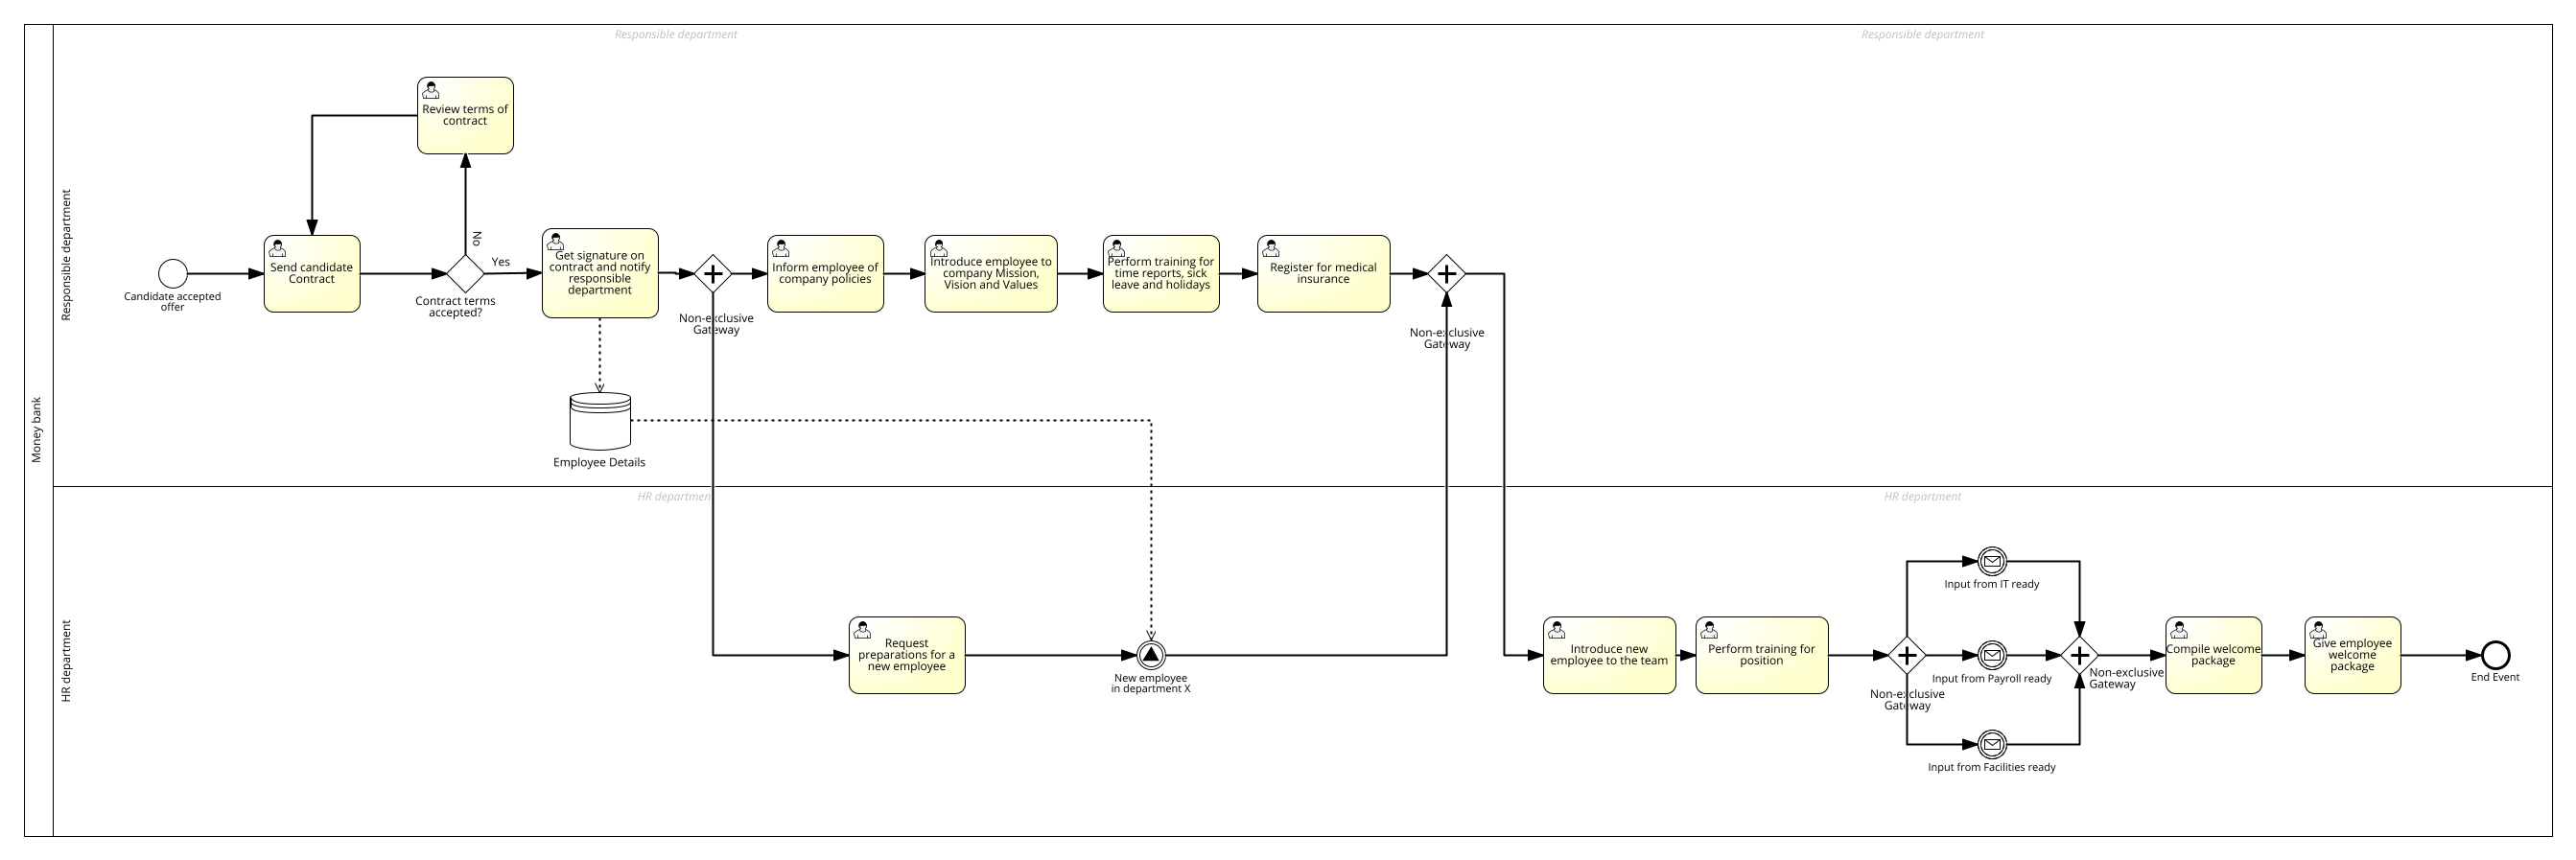 Responsible department
Responsible department
Money bank
Responsible department
Review terms of
contract
Candidate accepted
offer
Send candidate
Contract
No
Yes
Contract terms
accepted?
Get signature on
contract and notify
responsible
department
Employee Details
Non-exclusive
Gateway
Inform employee of
company policies
Introduce employee to
company Mission,
Vision and Values
Perform training for
time reports, sick
leave and holidays
Register for medical
insurance
Non-exclusive
Gateway
HR department
HR department
HR department
Request
preparations for a
new employee
New employee
in department X
Introduce new
employee to the team
Perform training for
position
Non-exclusive
Gateway
Input from IT ready
Input from Payroll ready
Input from Facilities ready
Non-exclusive
Gateway
Compile welcome
package
Give employee
welcome
package
End Event